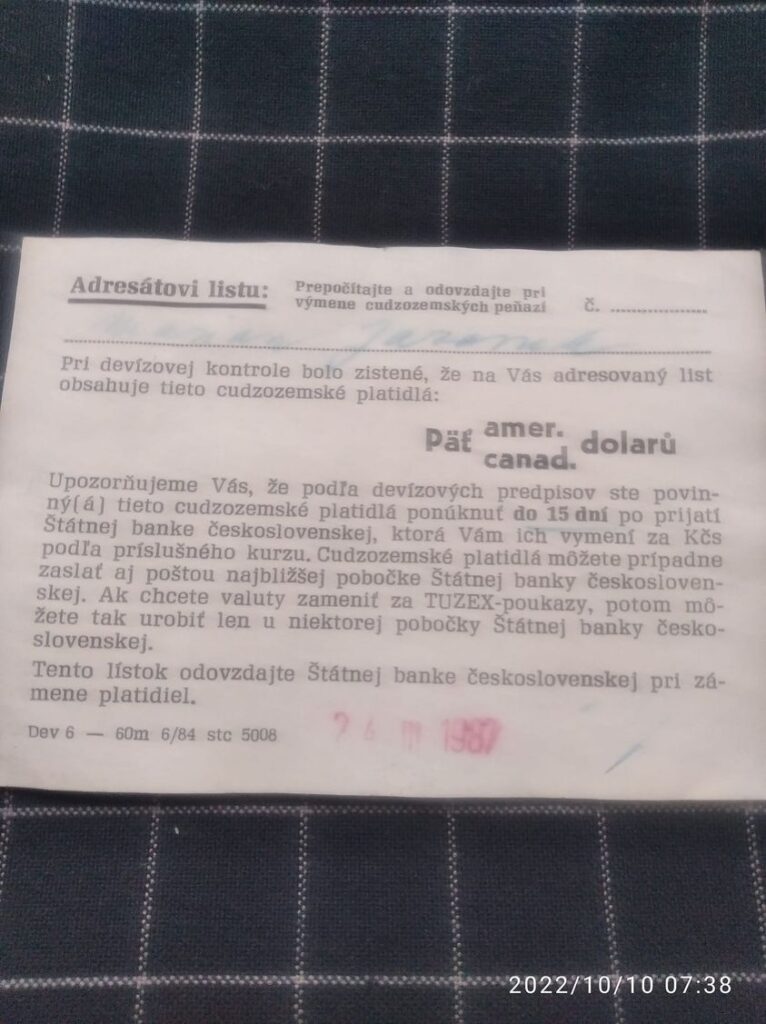 Adresátovi listu:
Prepočítajte a odovzdajte pri
výmene cudzozemských peňazí
č. ..............
Pri devízovej kontrole bolo zistené, že na Vás adresovaný list
obsahuje tieto cudzozemské platidlá:
Päť amer. dolarů
canad.
Upozorňujeme Vás, že podľa devízových predpisov ste povin-
ný(á) tieto cudzozemské platidlá ponúknuť do 15 dní po prijatí
Štátnej banke československej, ktorá Vám ich vymení za Kčs
podľa príslušného kurzu. Cudzozemské platidlá môžete prípadne
zaslať aj poštou najbližšej pobočke Štátnej banky českosloven-
skej. Ak chcete valuty zameniť za TUZEX-poukazy, potom mô-
žete tak urobiť len u niektorej pobočky Štátnej banky česko-
slovenskej.
Tento lístok odovzdajte Štátnej banke československej pri zá-
mene platidiel.
Dev 6 — 60m 6/84 stc 5008
1987
2022/10/10 07:38